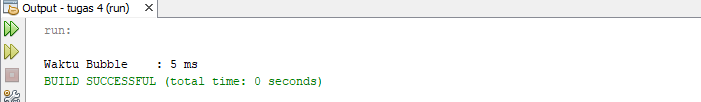 Output - tugas 4 (run)
run:
Waktu Bubble    : 5 ms
BUILD SUCCESSFUL (total time: 0 seconds)